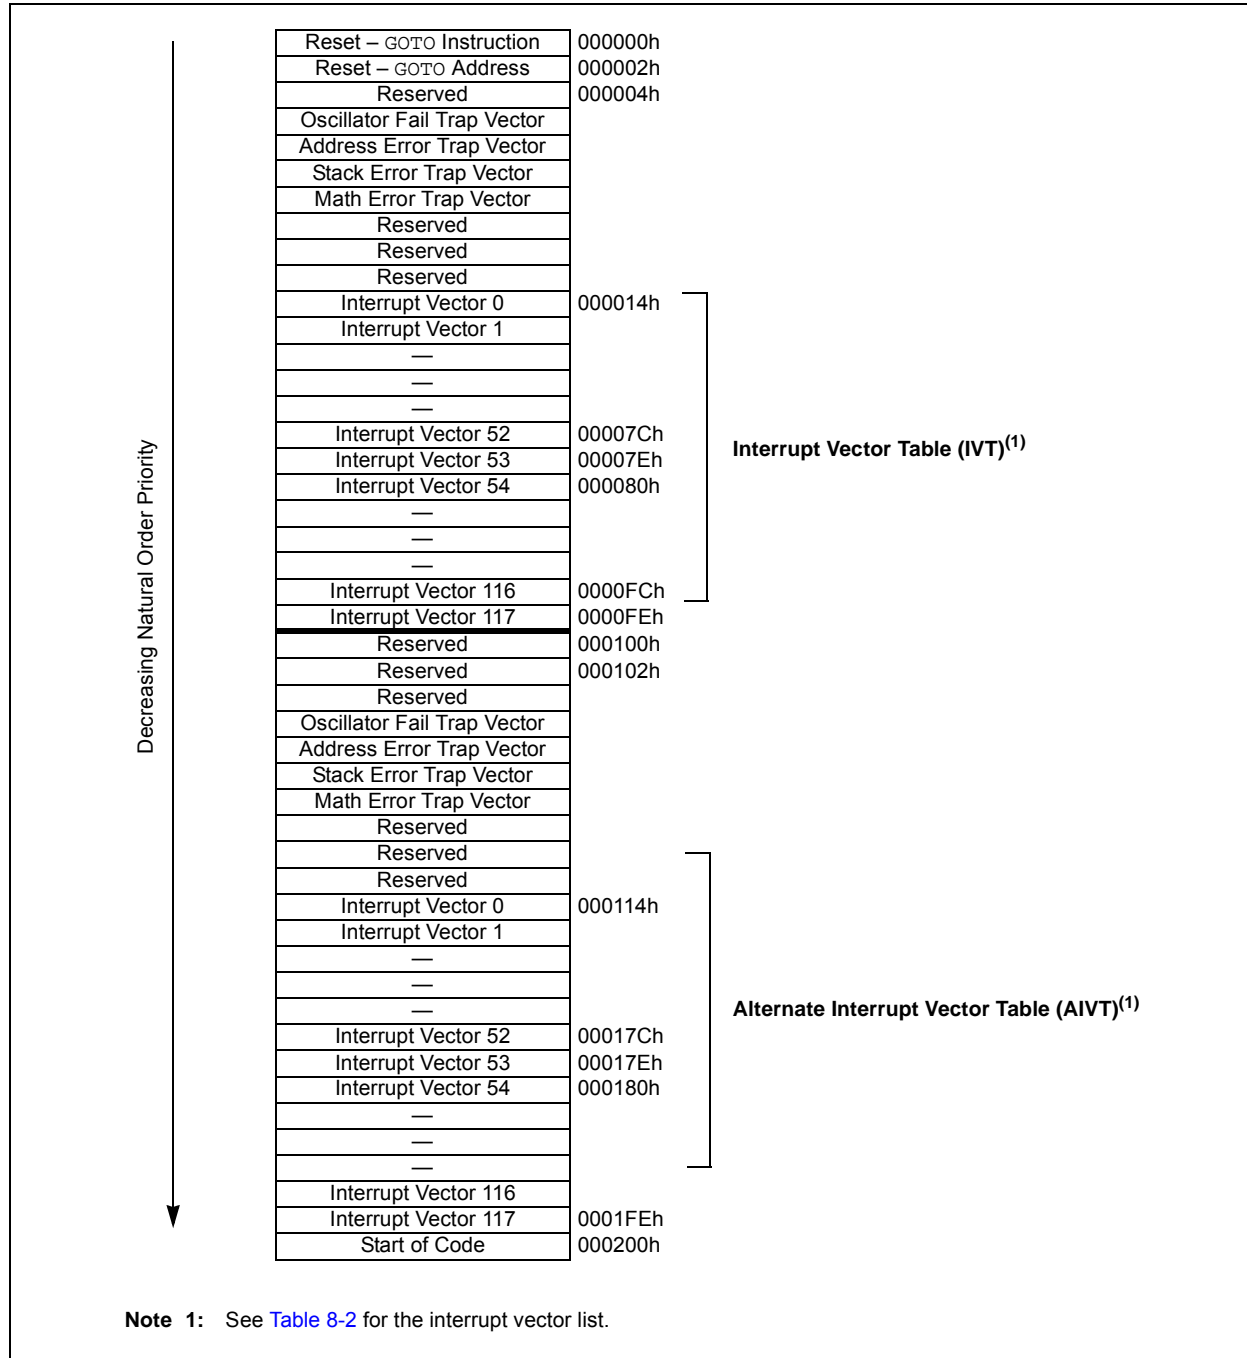 Reset – GOTO Instruction 000000h
Reset – GOTO Address 000002h
Reserved 000004h
Oscillator Fail Trap Vector
Address Error Trap Vector
Stack Error Trap Vector
Math Error Trap Vector
Reserved
Reserved
Reserved
Interrupt Vector 0 000014h
Interrupt Vector 1
—
—
—
Interrupt Vector 52 00007Ch
Interrupt Vector 53 00007Eh
Interrupt Vector 54 000080h
—
—
—
Interrupt Vector 116 0000FCh
Interrupt Vector 117 0000FEh
Reserved 000100h
Reserved 000102h
Reserved
Oscillator Fail Trap Vector
Address Error Trap Vector
Stack Error Trap Vector
Math Error Trap Vector
Reserved
Reserved
Reserved
Interrupt Vector 0 000114h
Interrupt Vector 1
—
—
—
Interrupt Vector 52 00017Ch
Interrupt Vector 53 00017Eh
Interrupt Vector 54 000180h
—
—
—
Interrupt Vector 116
Interrupt Vector 117 0001FEh
Start of Code 000200h
Decreasing Natural Order Priority
Interrupt Vector Table (IVT)(1)
Alternate Interrupt Vector Table (AIVT)(1)
Note 1: See Table 8-2 for the interrupt vector list.